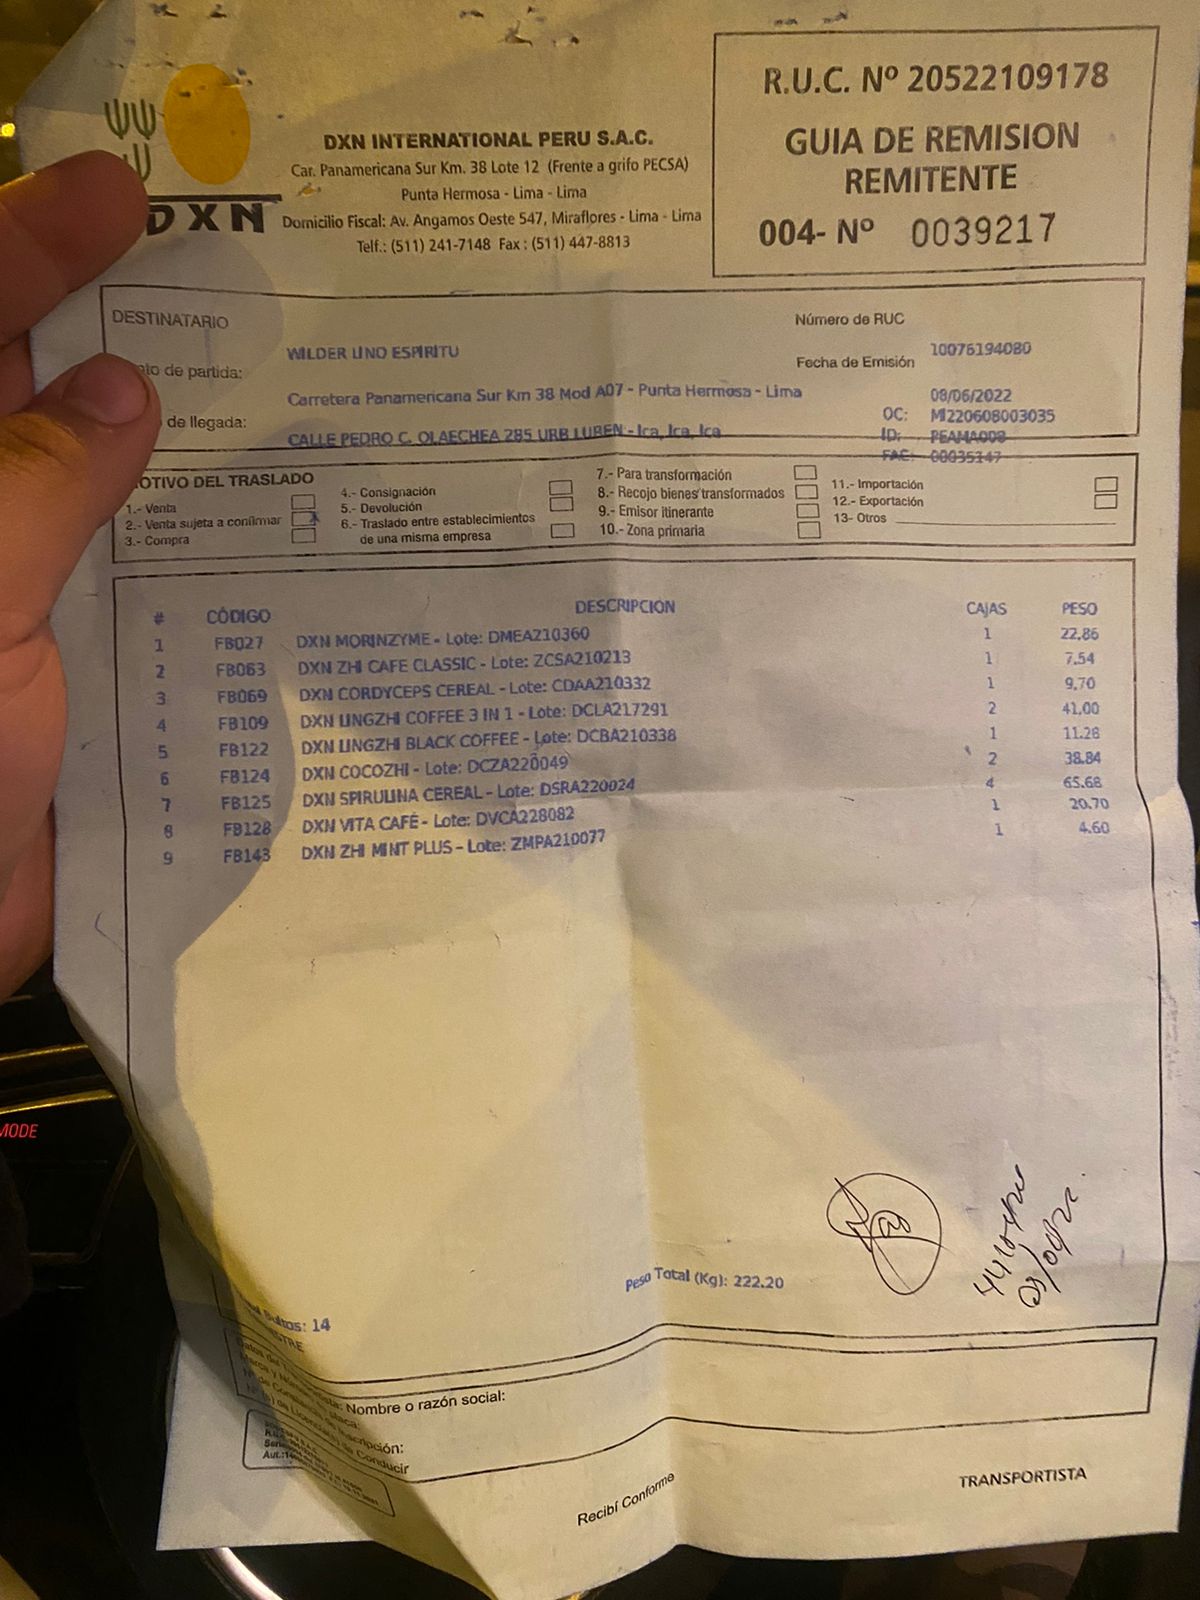 DXN
DXN INTERNATIONAL PERU S.A.C.
Car. Panamericana Sur Km. 38 Lote 12 (Frente a grifo PECSA)
Punta Hermosa - Lima - Lima
Domicilio Fiscal: Av. Angamos Oeste 547, Miraflores - Lima - Lima
Telf.: (511) 241-7148 Fax : (511) 447-8813
R.U.C. Nº 20522109178
GUIA DE REMISION
REMITENTE
004- Nº 0039217
DESTINATARIO
WILDER LINO ESPIRITU
Número de RUC
10076194080
de partida:
Carretera Panamericana Sur Km 38 Mod A07 - Punta Hermosa - Lima
Fecha de Emisión
08/06/2022
de llegada:
CALLE PEDRO C. OLAECHEA 285 URB LUREN - Ica, Ica, Ica
OC: MI220608003035
ID: PEAMA008
FAC: 00035147
MOTIVO DEL TRASLADO
1.- Venta
2.- Venta sujeta a confirmar
3.- Compra
4.- Consignación
5.- Devolución
6.- Traslado entre establecimientos
de una misma empresa
7.- Para transformación
8.- Recojo bienes transformados
9.- Emisor itinerante
10.- Zona primaria
11.- Importación
12.- Exportación
13- Otros
# CÓDIGO DESCRIPCION CAJAS PESO
1 FB027 DXN MORINZYME - Lote: DMEA210360 1 22,86
2 FB063 DXN ZHI CAFE CLASSIC - Lote: ZCSA210213 1 7.54
3 FB069 DXN CORDYCEPS CEREAL - Lote: CDAA210332 1 9.70
4 FB109 DXN LINGZHI COFFEE 3 IN 1 - Lote: DCLA217291 2 41,00
5 FB122 DXN LINGZHI BLACK COFFEE - Lote: DCBA210338 1 11.28
6 FB124 DXN COCOZHI - Lote: DCZA220049 2 38.84
7 FB125 DXN SPIRULINA CEREAL - Lote: DSRA220024 4 65.68
8 FB128 DXN VITA CAFÉ - Lote: DVCA228082 1 20.70
9 FB143 DXN ZHI MINT PLUS - Lote: ZMPA210077 1 4.60
Peso Total (Kg): 222.20
Bultos: 14
Nombre o razón social:
de Inscripción:
de Conducir
Recibí Conforme
TRANSPORTISTA
MODE